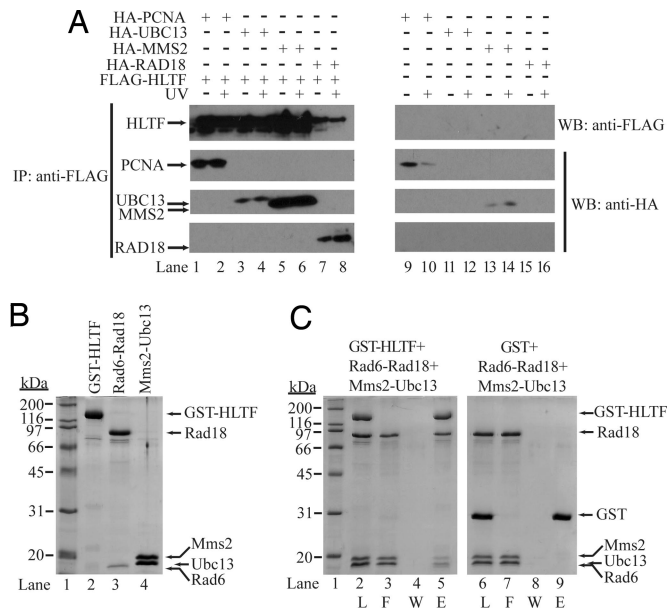 A
HA-PCNA + + - - - - - - + + - - - - - -
HA-UBC13 - - + + - - - - - - + + - - - -
HA-MMS2 - - - - + + - - - - - - + + - -
HA-RAD18 - - - - - - + + - - - - - - + +
FLAG-HLTF + + + + + + + + - - - - - - - -
UV - + - + - + - + - + - + - + - +
HLTF
WB: anti-FLAG
IP: anti-FLAG
PCNA
UBC13
MMS2
WB: anti-HA
RAD18
Lane 1 2 3 4 5 6 7 8 9 10 11 12 13 14 15 16
B
GST-HLTF
Rad6-Rad18
Mms2-Ubc13
kDa
200
116
97
66
45
31
20
GST-HLTF
Rad18
Mms2
Ubc13
Rad6
Lane 1 2 3 4
C
GST-HLTF+
Rad6-Rad18+
Mms2-Ubc13
GST+
Rad6-Rad18+
Mms2-Ubc13
kDa
200
116
97
66
45
31
20
GST-HLTF
Rad18
GST
Mms2
Ubc13
Rad6
Lane 1 2 3 4 5 6 7 8 9
L F W E L F W E